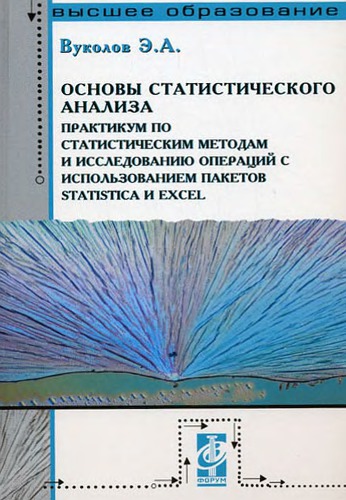 высшее образование
Вуколов Э.А.
ОСНОВЫ СТАТИСТИЧЕСКОГО
АНАЛИЗА
ПРАКТИКУМ ПО
СТАТИСТИЧЕСКИМ МЕТОДАМ
И ИССЛЕДОВАНИЮ ОПЕРАЦИЙ С
ИСПОЛЬЗОВАНИЕМ ПАКЕТОВ
STATISTICA И EXCEL
ФОРУМ